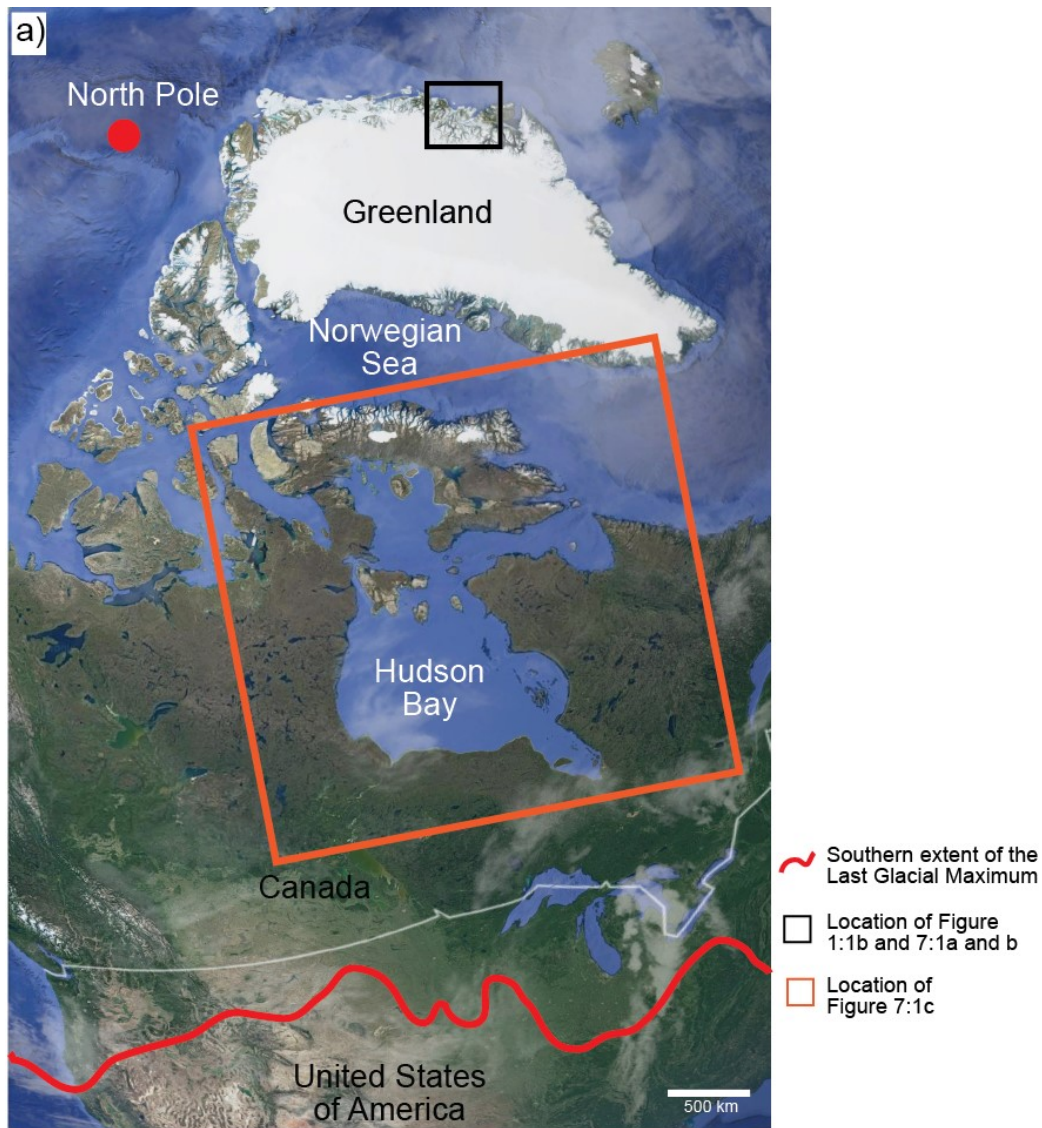 a)
North Pole
Greenland
Norwegian
Sea
Hudson
Bay
Canada
United States
of America
500 km
Southern extent of the
Last Glacial Maximum
Location of Figure
1:1b and 7:1a and b
Location of
Figure 7:1c